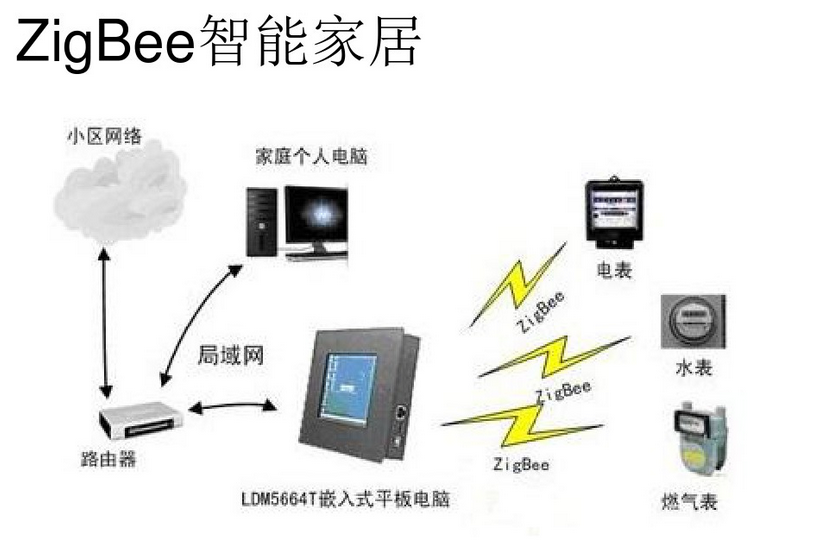 ZigBee智能家居
小区网络
家庭个人电脑
电表
ZigBee
局域网
水表
ZigBee
路由器
ZigBee
LDM5664T嵌入式平板电脑
燃气表